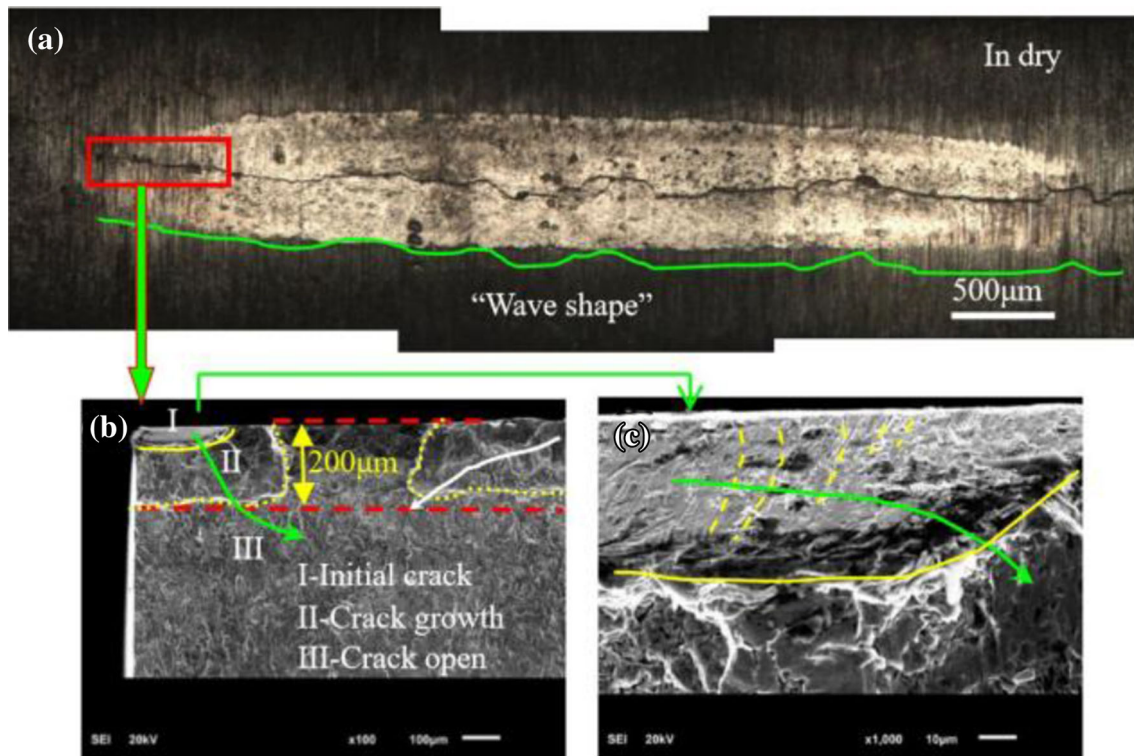 (a)
In dry
“Wave shape”
500μm
(b)
I
II
200μm
III
I-Initial crack
II-Crack growth
III-Crack open
SEI 20kV x100 100μm
(c)
SEI 20kV x1,000 10μm